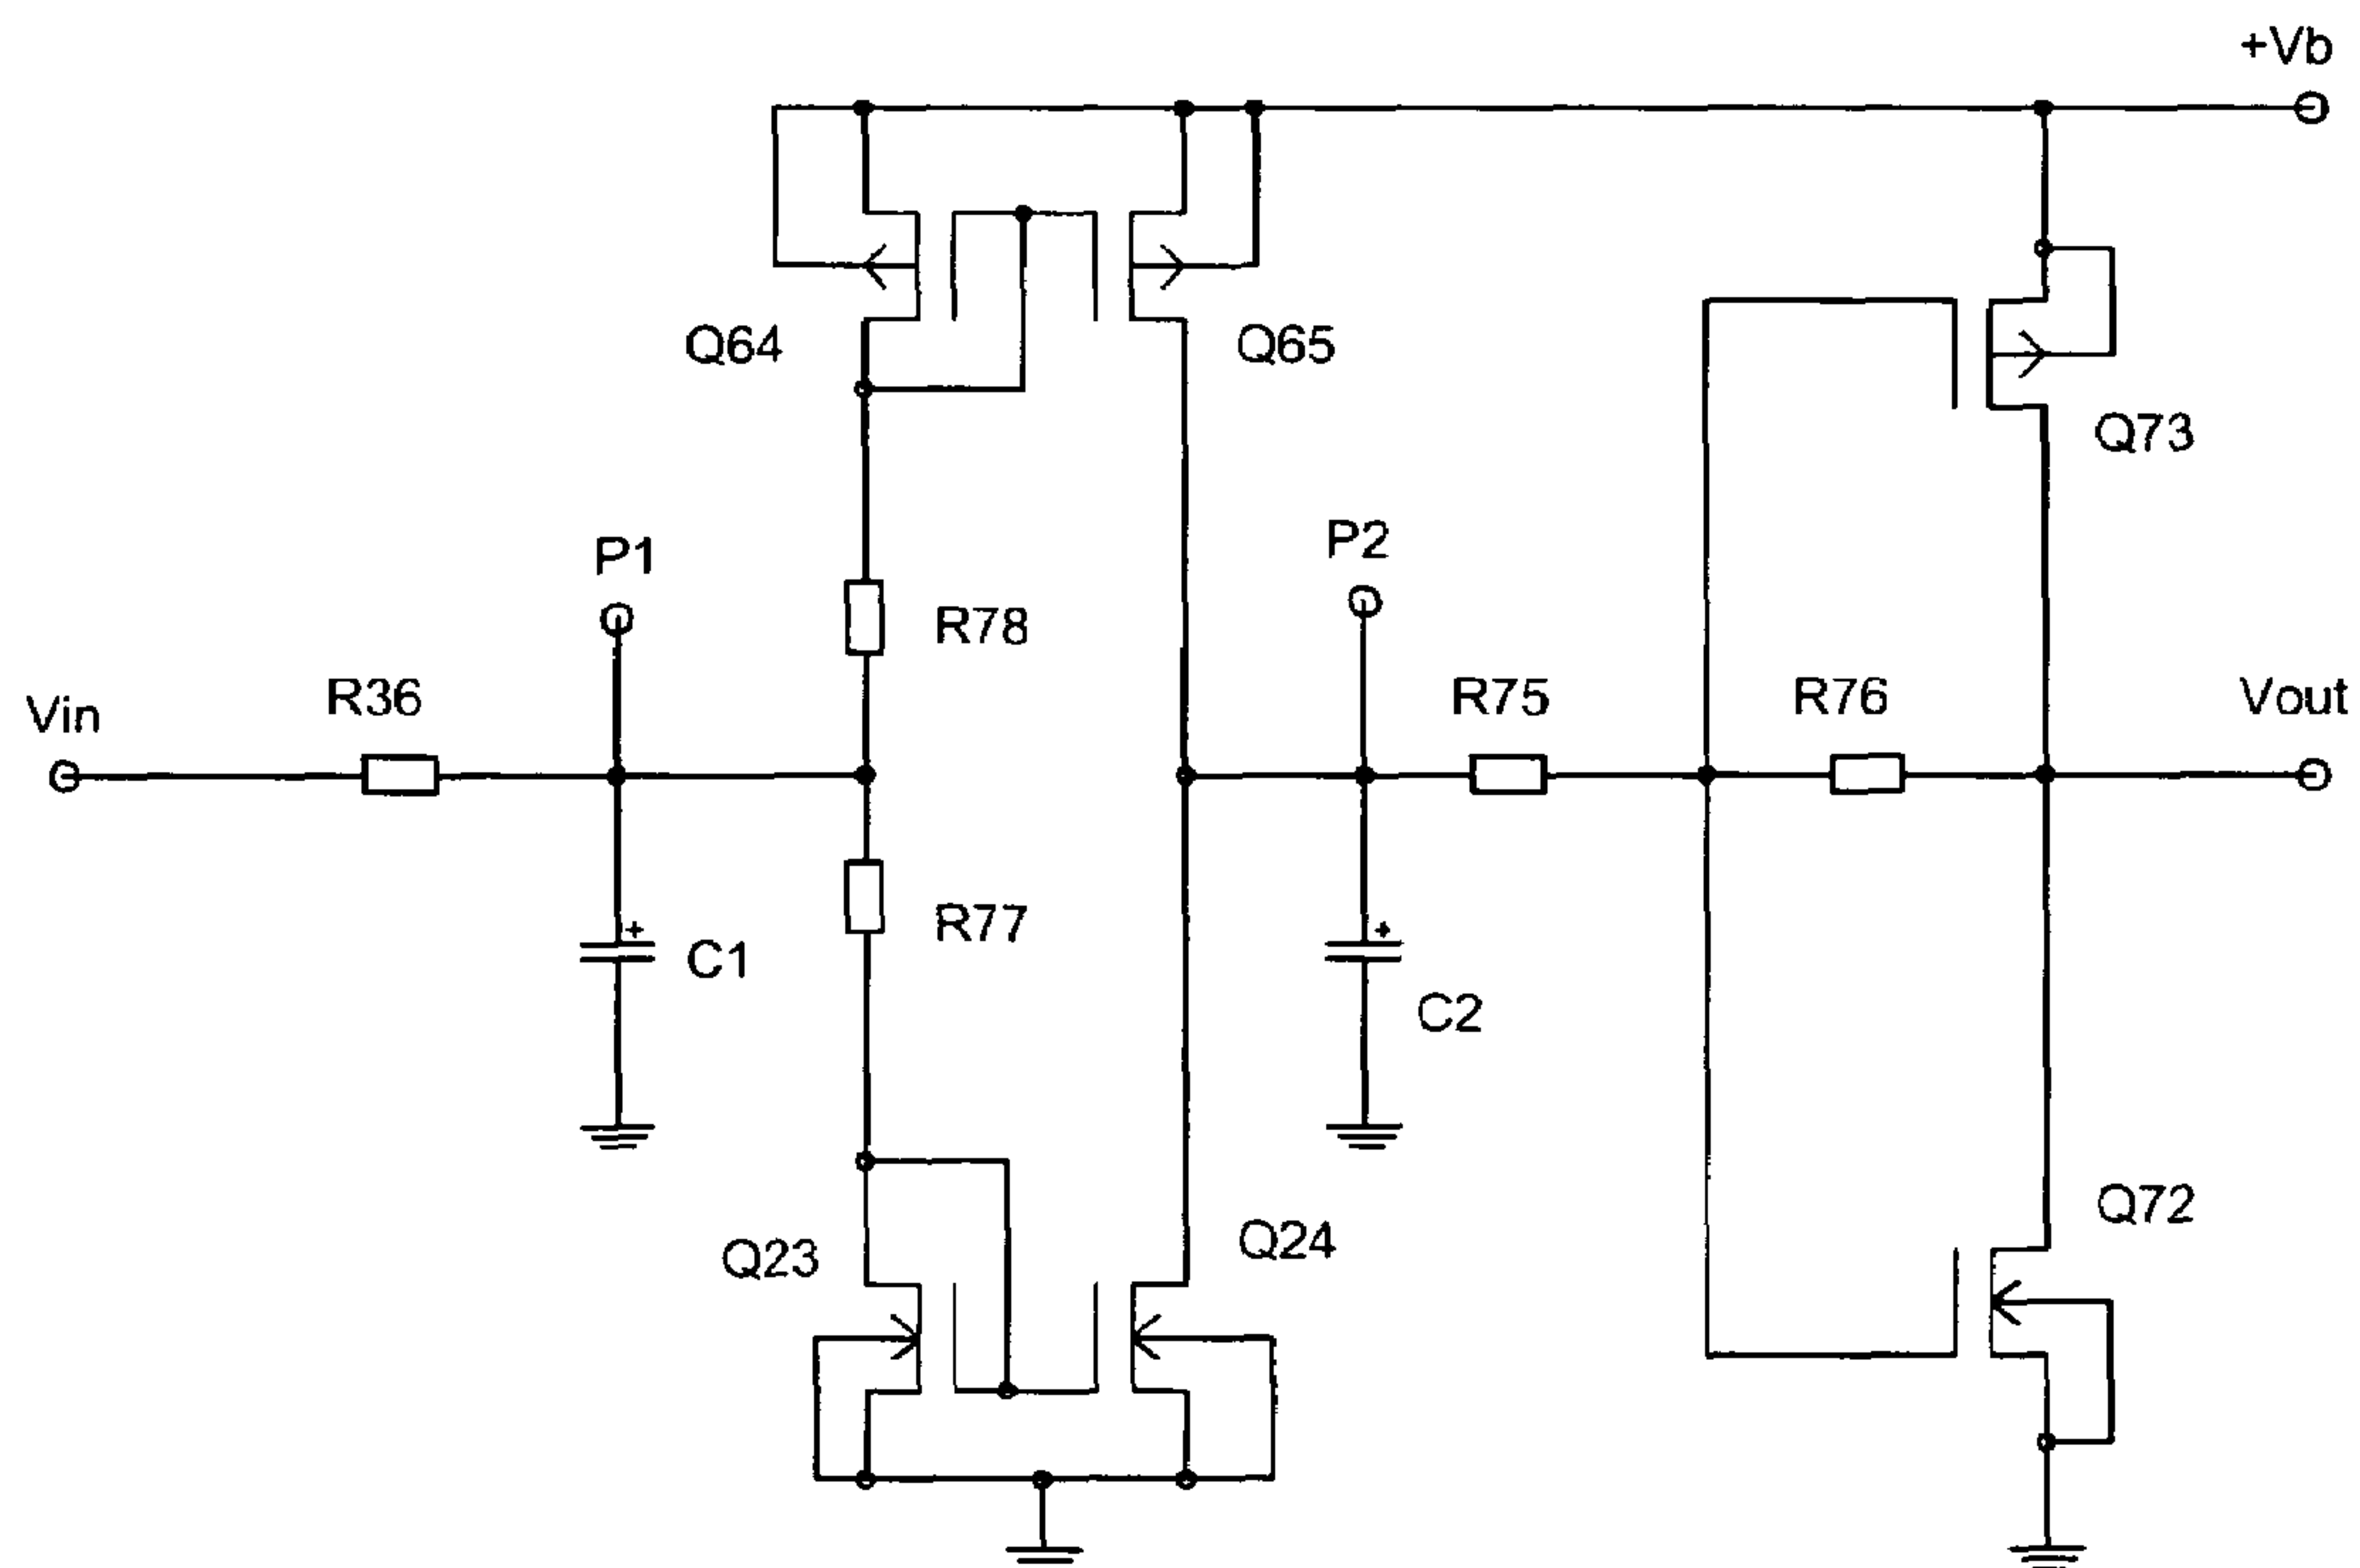 +Vb
Q64
Q65
Q73
P1
P2
R78
Vin
R36
R75
R76
Vout
+
R77
C1
+
C2
Q23
Q24
Q72